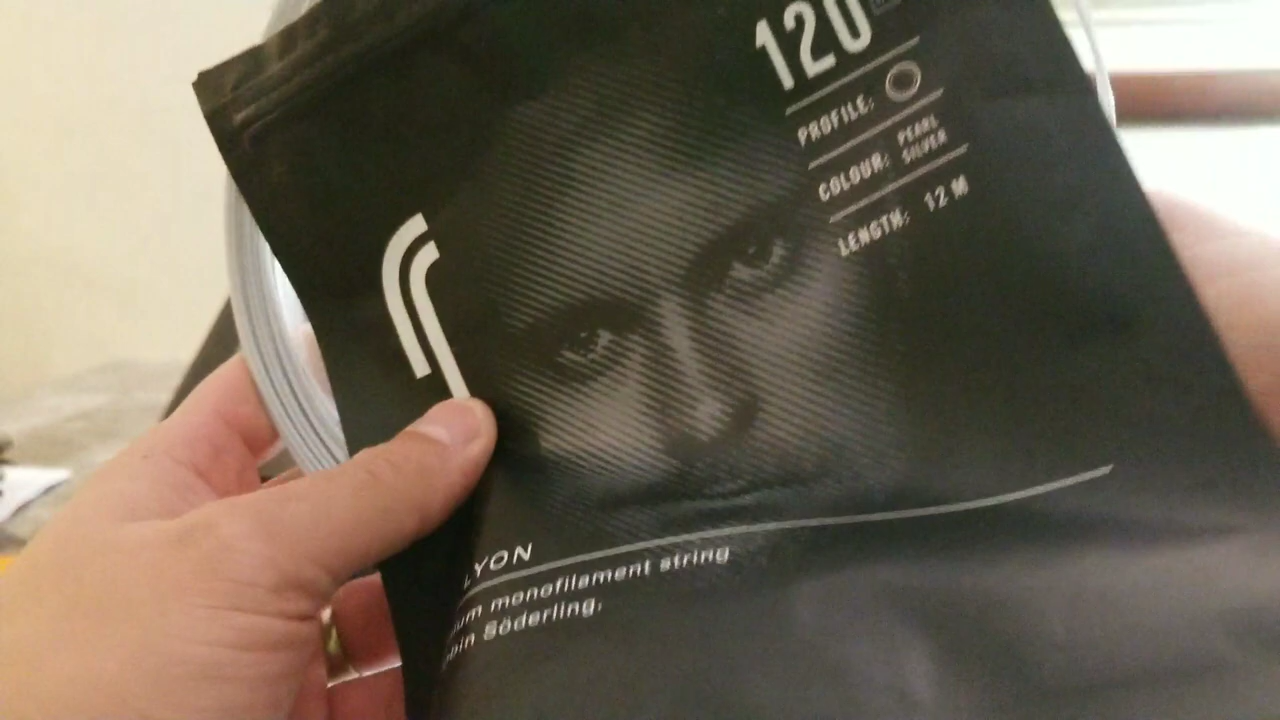 120
PROFILE:
COLOUR: PEARL
SILVER
LENGTH: 12 M
LYON
monofilament string
Söderling.